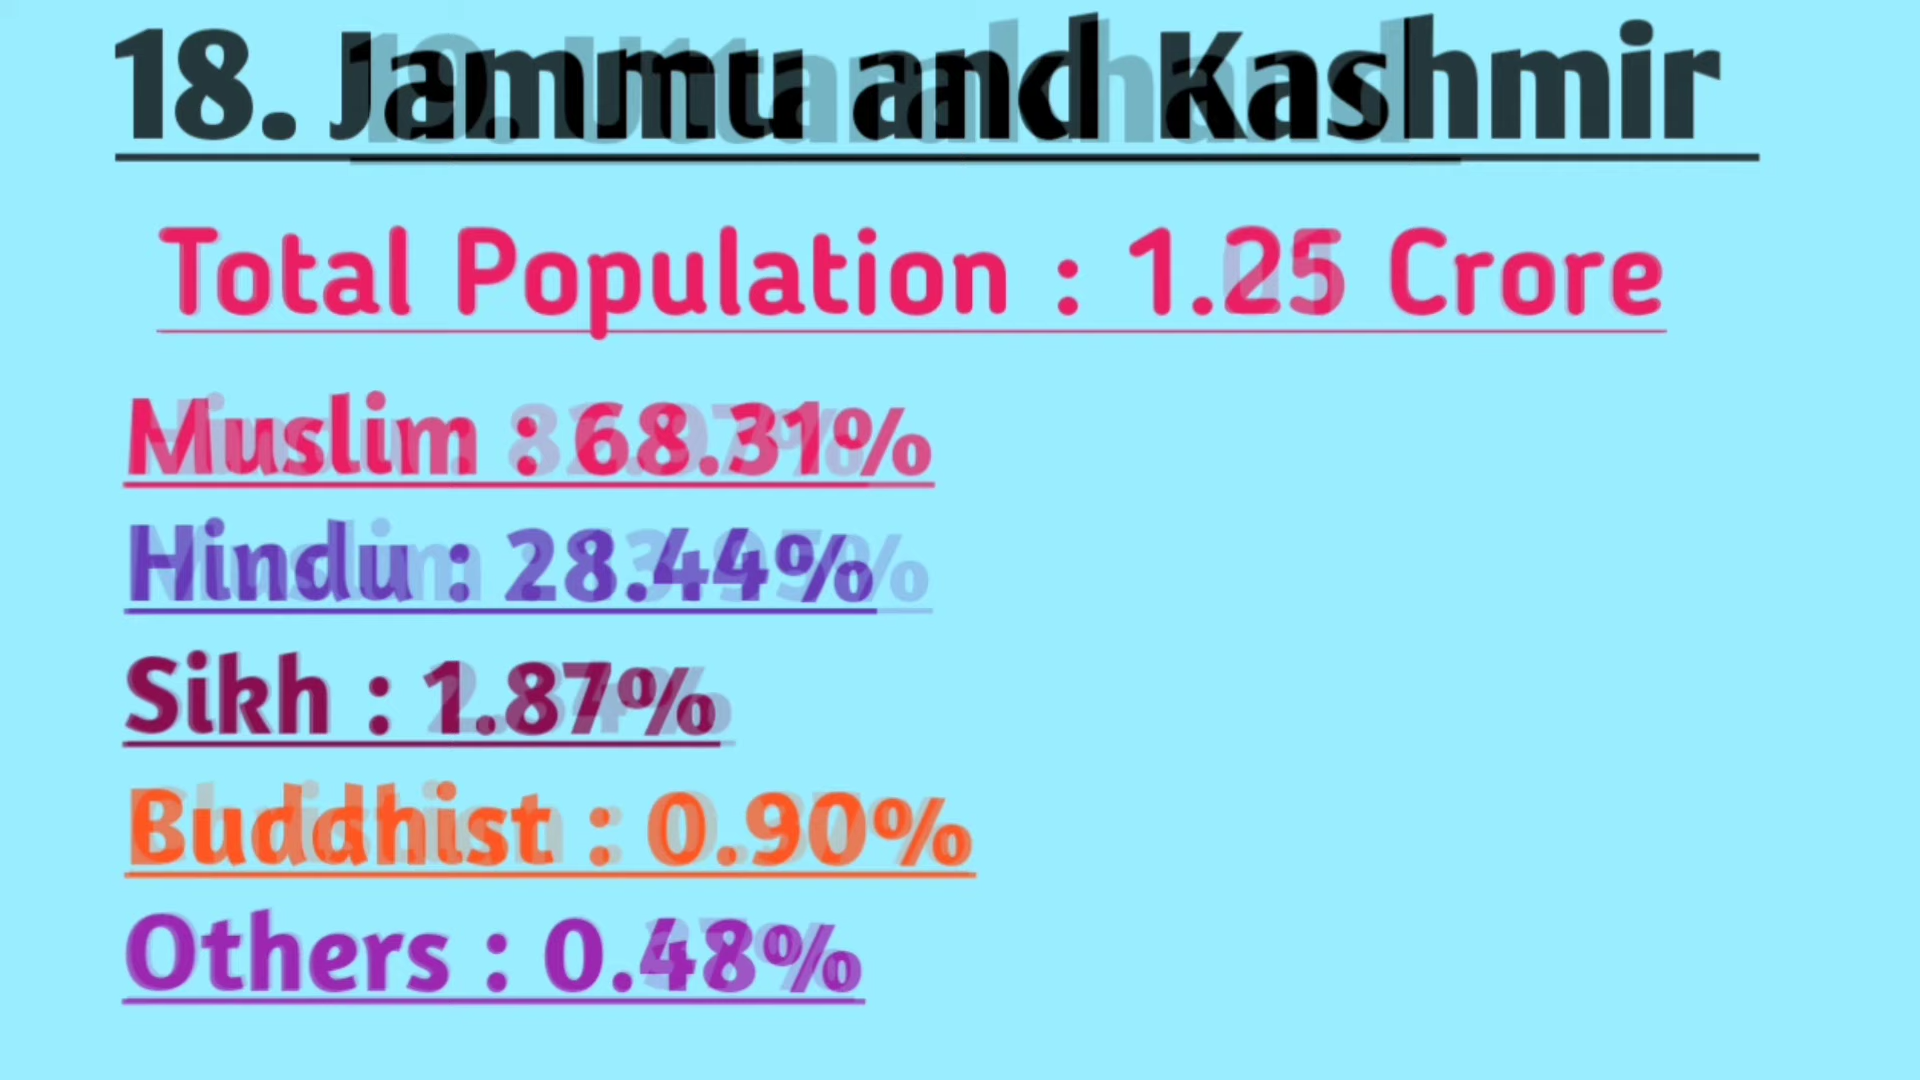 18. Jammu and Kashmir
Total Population : 1.25 Crore
Muslim : 68.31%
Hindu : 28.44%
Sikh : 1.87%
Buddhist : 0.90%
Others : 0.48%